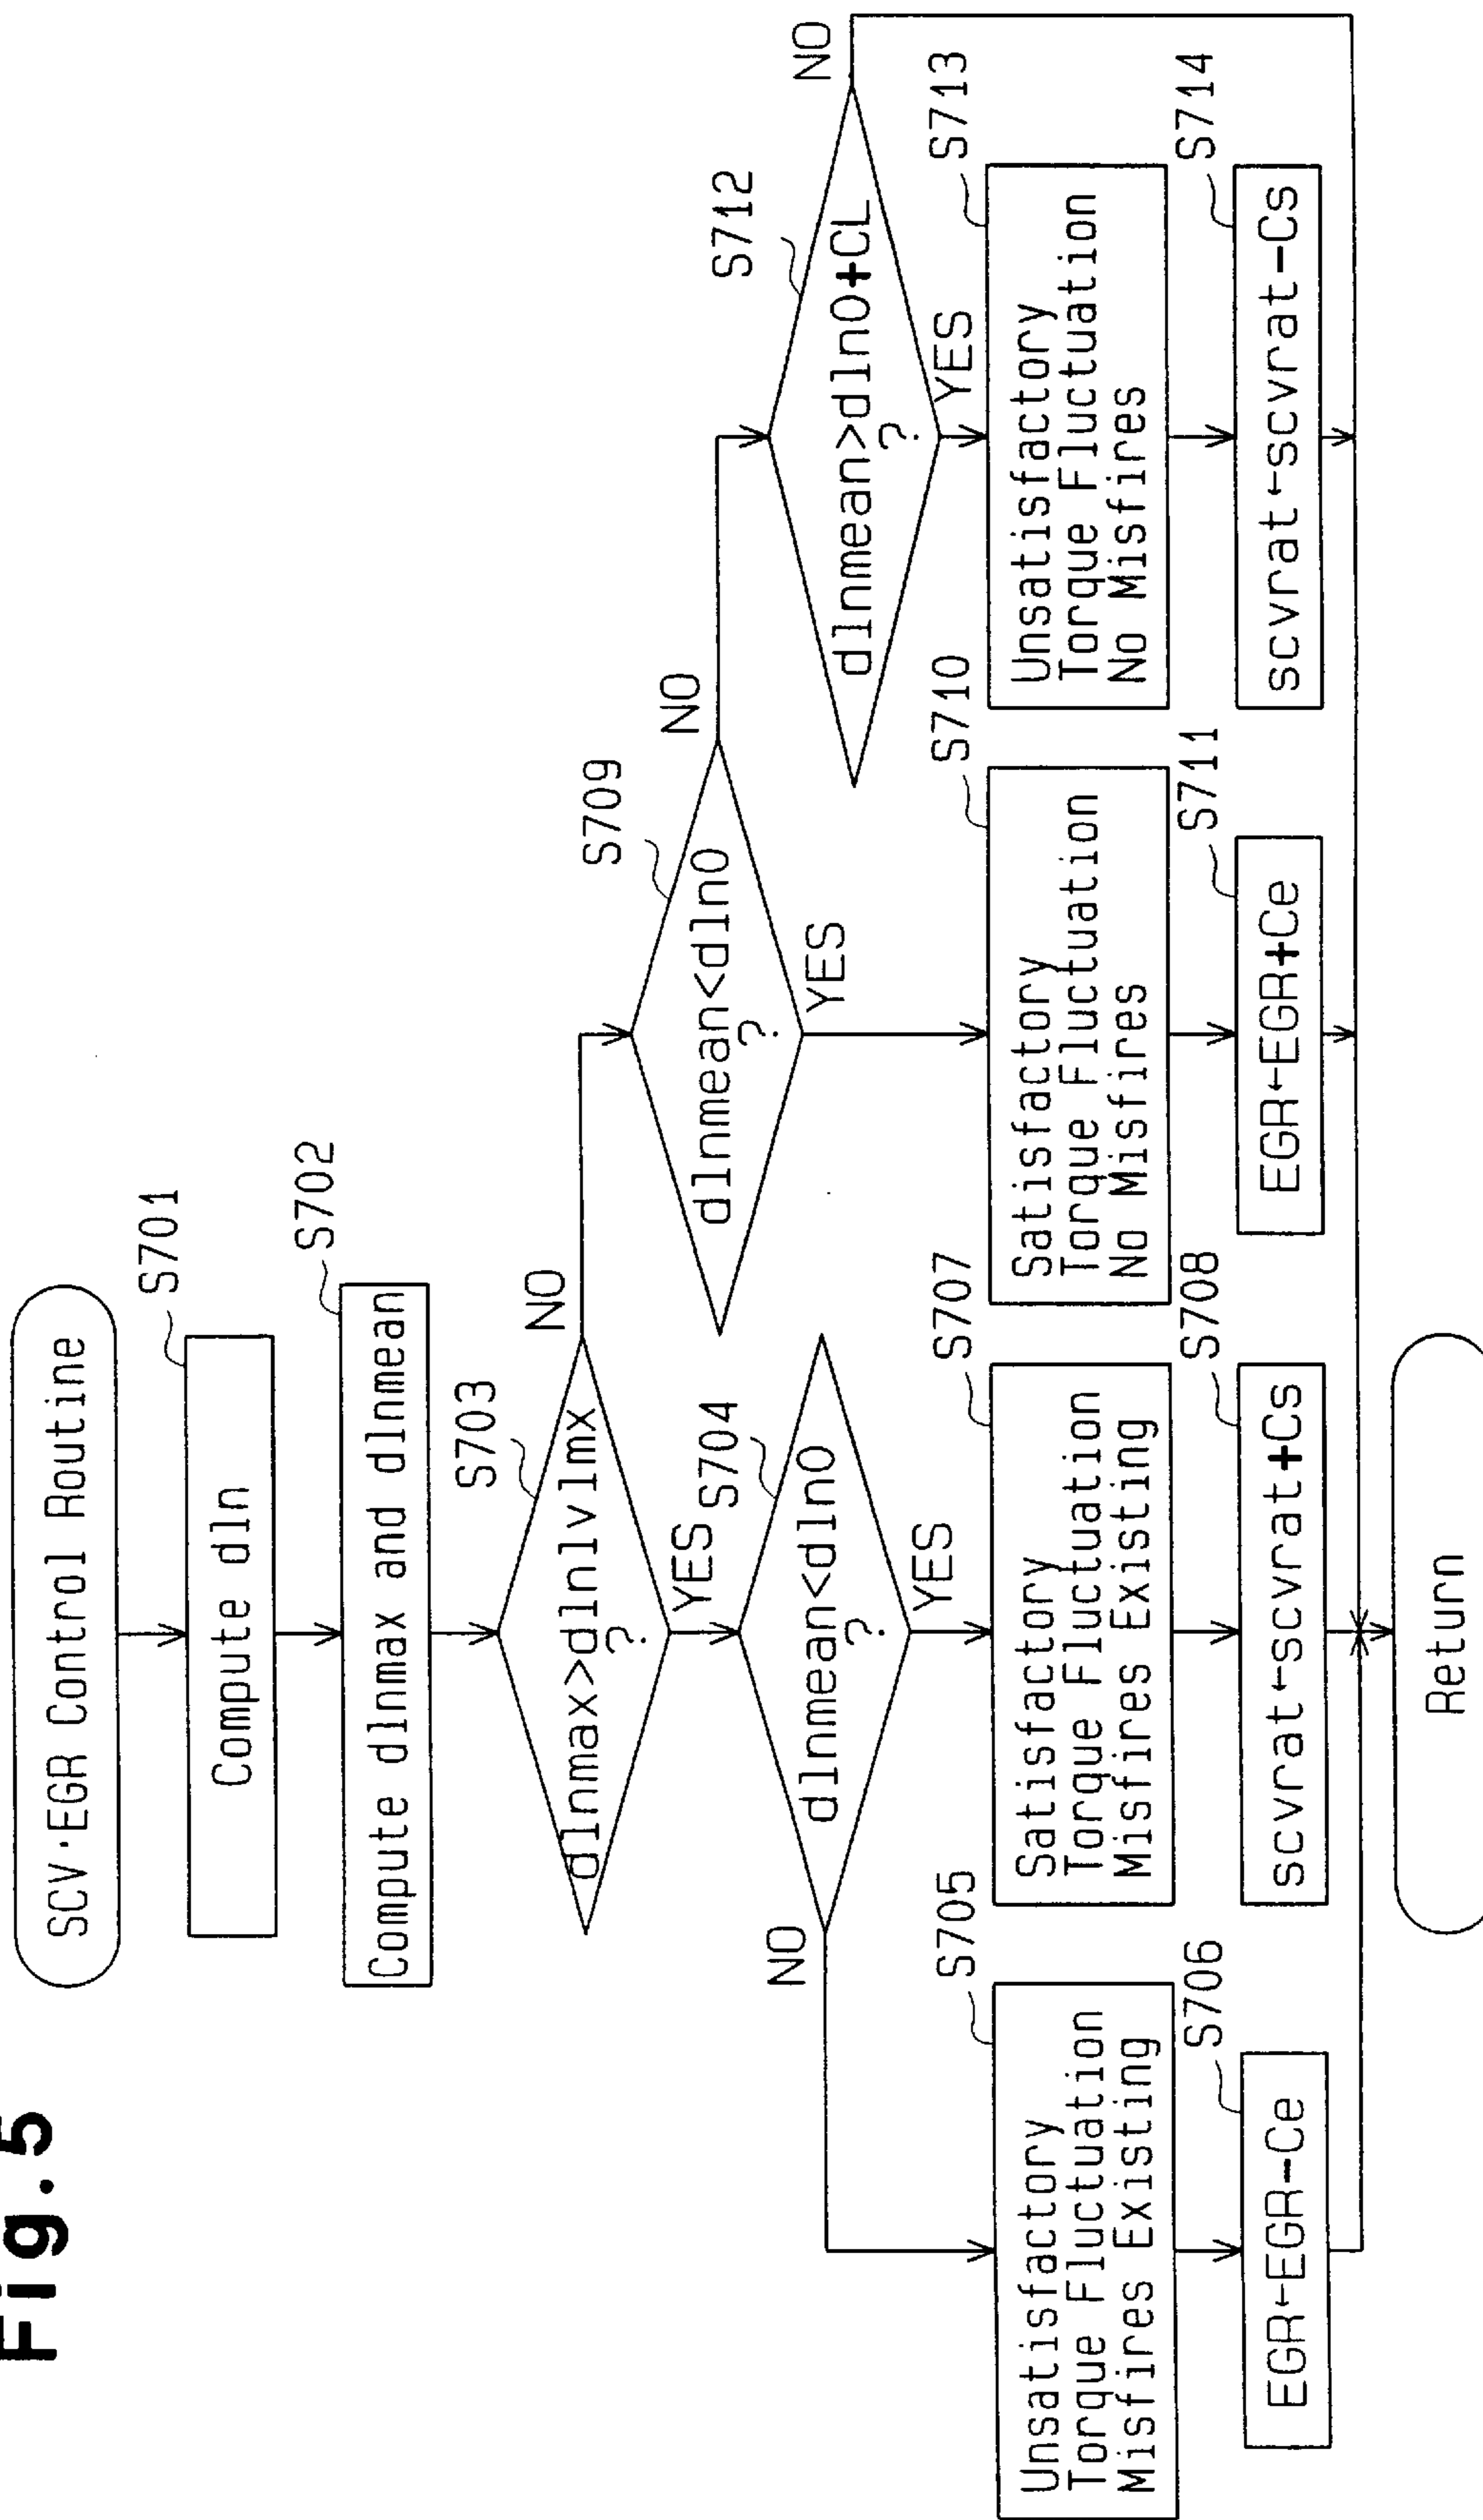 Fig.5
SCV·EGR Control Routine
S701
Compute dln
S702
Compute dlnmax and dlnmean
S703
dlnmax>dlnlvlmx
?
NO
YES
S704
dlnmean<dln0
?
NO
YES
S705
Unsatisfactory
Torque Fluctuation
Misfires Existing
S706
EGR←EGR-Ce
S707
Satisfactory
Torque Fluctuation
Misfires Existing
S708
scvrat←scvrat+Cs
S709
dlnmean<dln0
?
NO
YES
S710
Satisfactory
Torque Fluctuation
No Misfires
S711
EGR←EGR+Ce
S712
dlnmean>dln0+CL
?
NO
YES
S713
Unsatisfactory
Torque Fluctuation
No Misfires
S714
scvrat←scvrat-Cs
Return